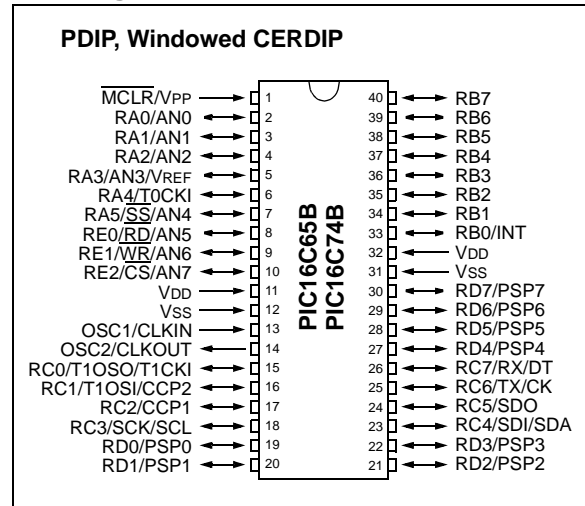 PDIP, Windowed CERDIP
MCLR/VPP 1 40 RB7
RA0/AN0 2 39 RB6
RA1/AN1 3 38 RB5
RA2/AN2 4 37 RB4
RA3/AN3/VREF 5 36 RB3
RA4/T0CKI 6 35 RB2
RA5/SS/AN4 7 34 RB1
RE0/RD/AN5 8 33 RB0/INT
RE1/WR/AN6 9 32 VDD
RE2/CS/AN7 10 31 VSS
VDD 11 30 RD7/PSP7
VSS 12 29 RD6/PSP6
OSC1/CLKIN 13 28 RD5/PSP5
OSC2/CLKOUT 14 27 RD4/PSP4
RC0/T1OSO/T1CKI 15 26 RC7/RX/DT
RC1/T1OSI/CCP2 16 25 RC6/TX/CK
RC2/CCP1 17 24 RC5/SDO
RC3/SCK/SCL 18 23 RC4/SDI/SDA
RD0/PSP0 19 22 RD3/PSP3
RD1/PSP1 20 21 RD2/PSP2
PIC16C65B
PIC16C74B